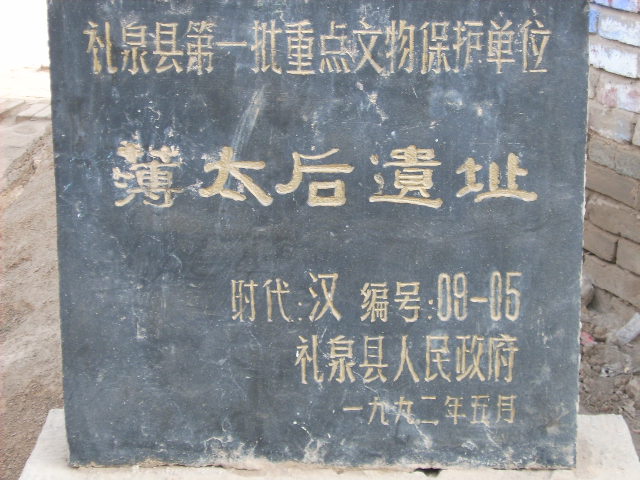 礼泉县第一批重点文物保护单位
薄太后遺址
时代:汉 编号:09-05
礼泉县人民政府
一九九二年五月